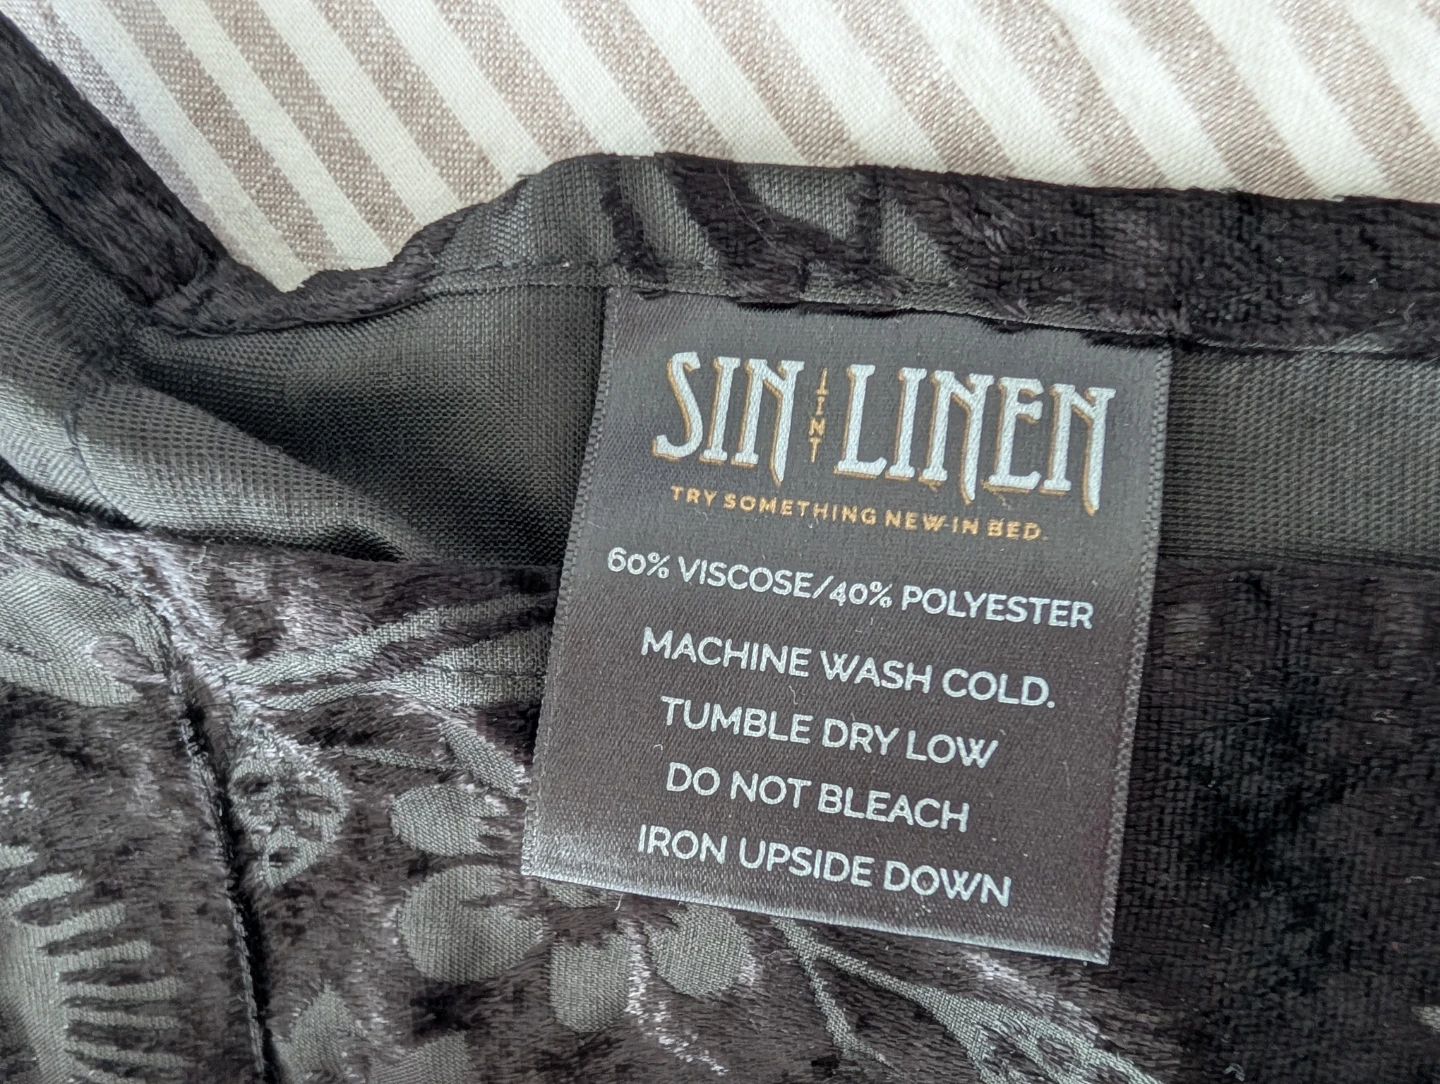 SIN IN LINEN
TRY SOMETHING NEW IN BED
60% VISCOSE/40% POLYESTER
MACHINE WASH COLD.
TUMBLE DRY LOW
DO NOT BLEACH
IRON UPSIDE DOWN